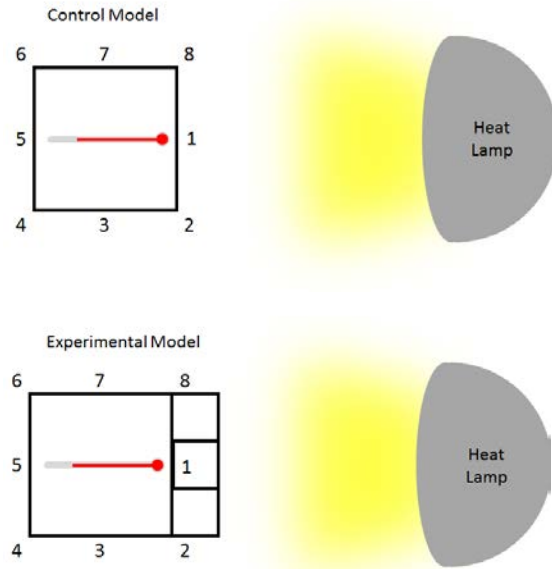 Control Model
6 7 8
5 1
4 3 2
Heat
Lamp
Experimental Model
6 7 8
5 1
4 3 2
Heat
Lamp